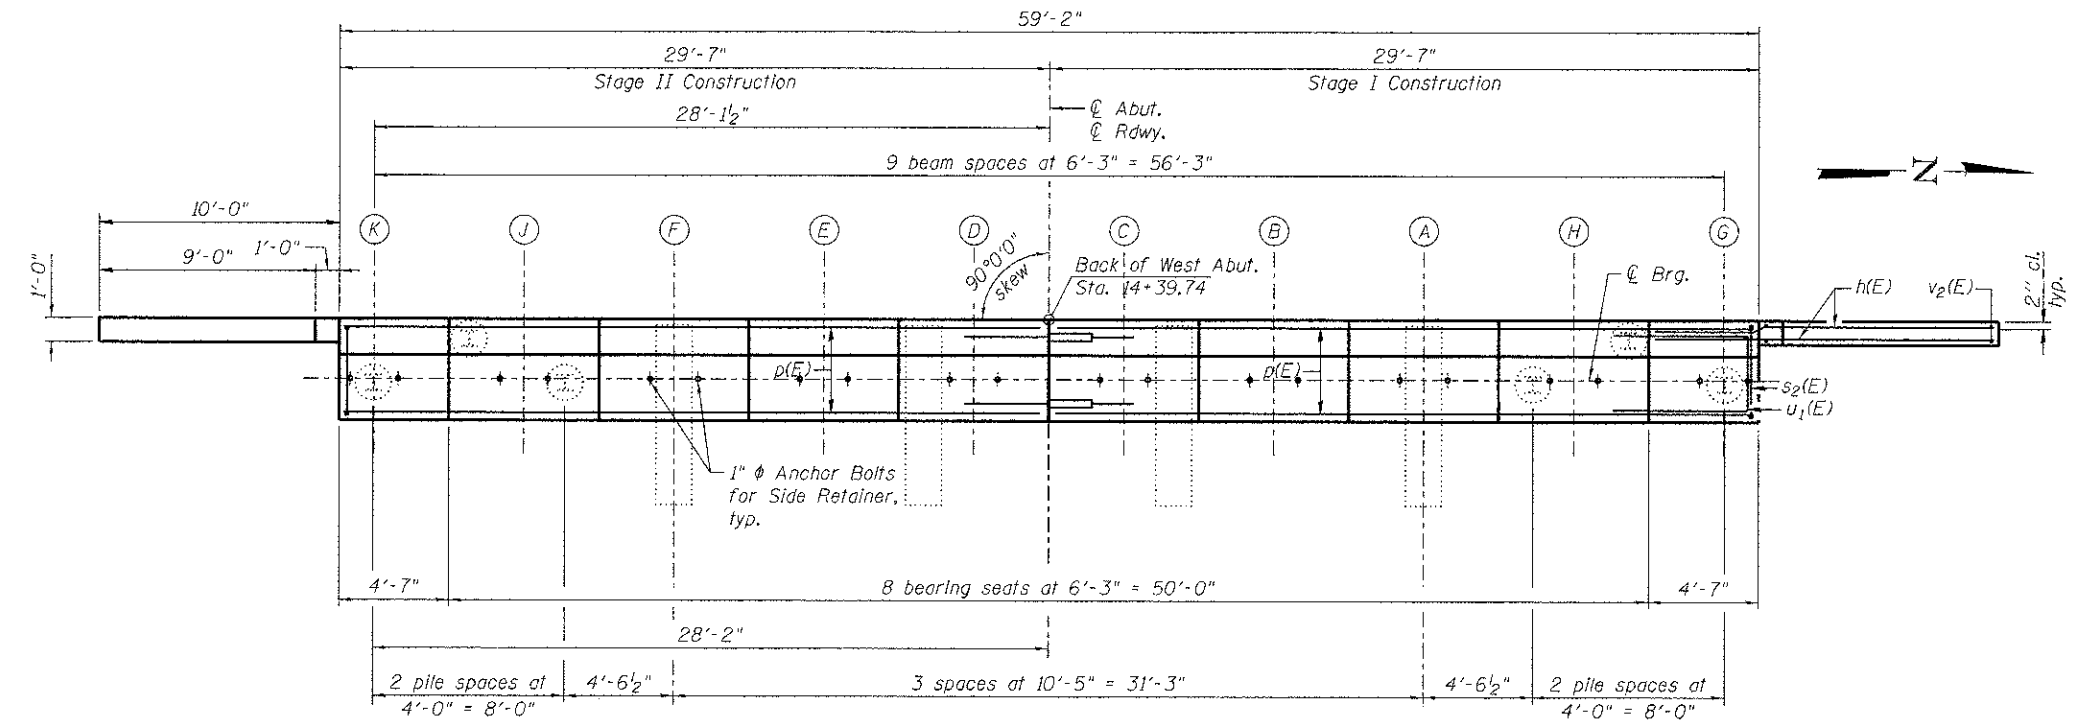 59'-2"
29'-7"
29'-7"
Stage II Construction
Stage I Construction
28'-1½"
℄ Abut.
℄ Rdwy.
9 beam spaces at 6'-3" = 56'-3"
N
10'-0"
9'-0"
1'-0"
1'-0"
K
J
F
E
D
C
B
A
H
G
90°0'0"
skew
Back of West Abut.
Sta. 14+39.74
℄ Brg.
h(E)
v2(E)
2" cl.
typ.
p(E)
p(E)
s2(E)
u1(E)
1" ϕ Anchor Bolts
for Side Retainer,
typ.
4'-7"
8 bearing seats at 6'-3" = 50'-0"
4'-7"
28'-2"
2 pile spaces at
4'-0" = 8'-0"
4'-6½"
3 spaces at 10'-5" = 31'-3"
4'-6½"
2 pile spaces at
4'-0" = 8'-0"